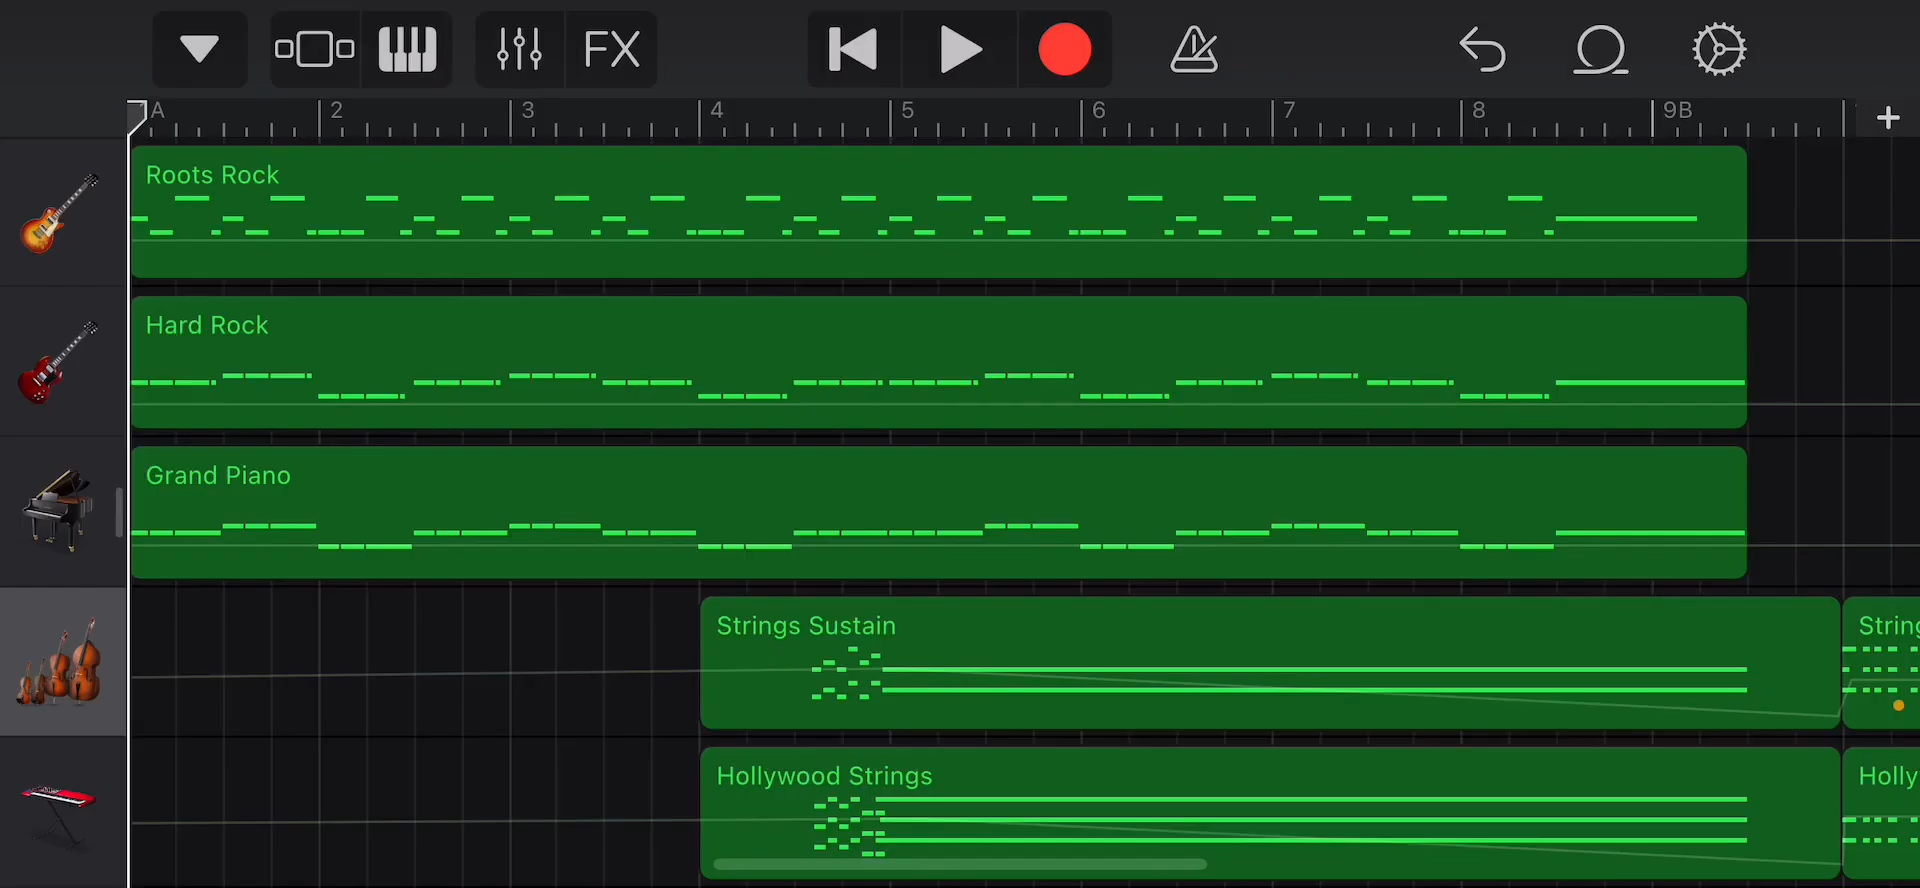 FX
A 2 3 4 5 6 7 8 9B
Roots Rock
Hard Rock
Grand Piano
Strings Sustain
String
Hollywood Strings
Holly